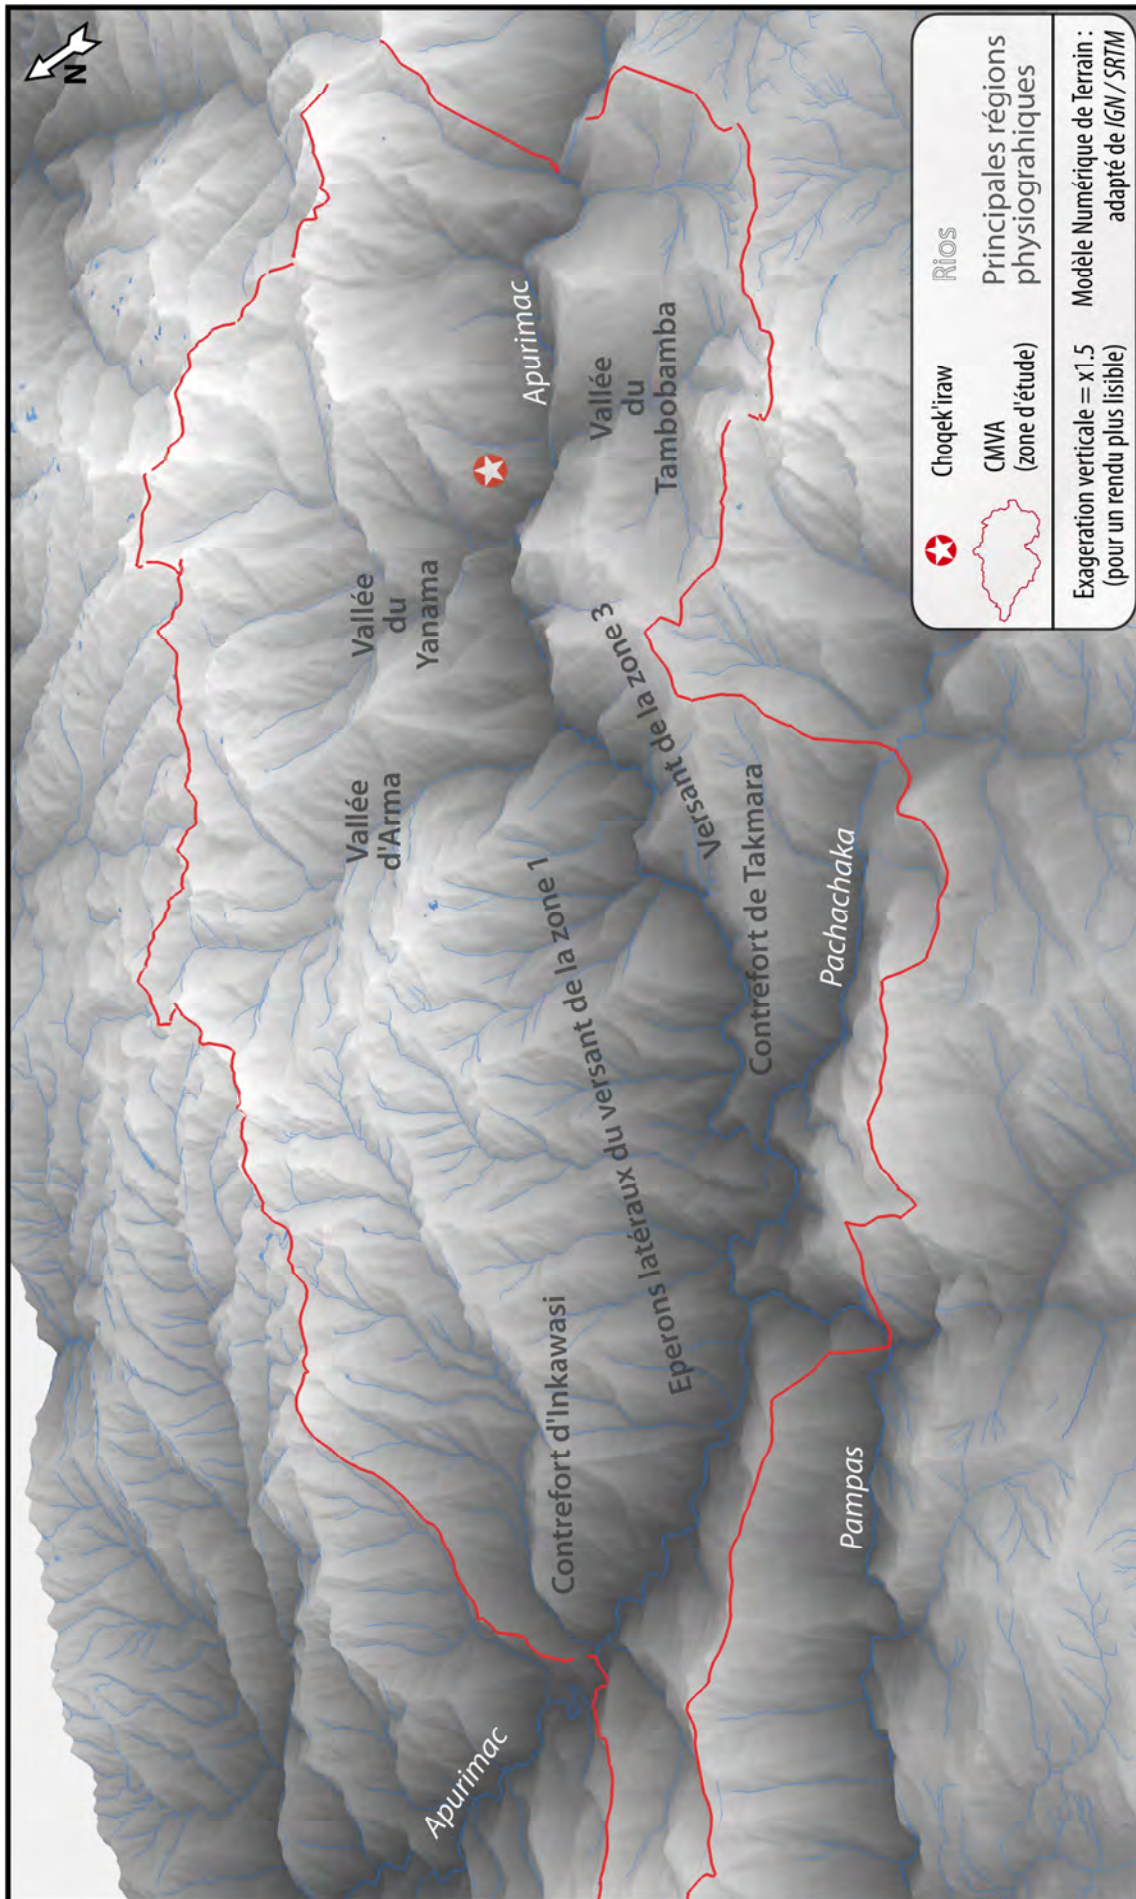 N
Apurimac
Vallée
du
Tambobamba
Vallée
du
Yanama
Vallée
d'Arma
Versant de la zone 3
Contrefort de Takmara
Pachachaka
Eperons latéraux du versant de la zone 1
Contrefort d'Inkawasi
Pampas
Apurimac
Choqek'iraw
Rios
CMVA
(zone d'étude)
Principales régions
physiograhiques
Exageration verticale = x1.5
(pour un rendu plus lisible)
Modèle Numérique de Terrain :
adapté de IGN / SRTM